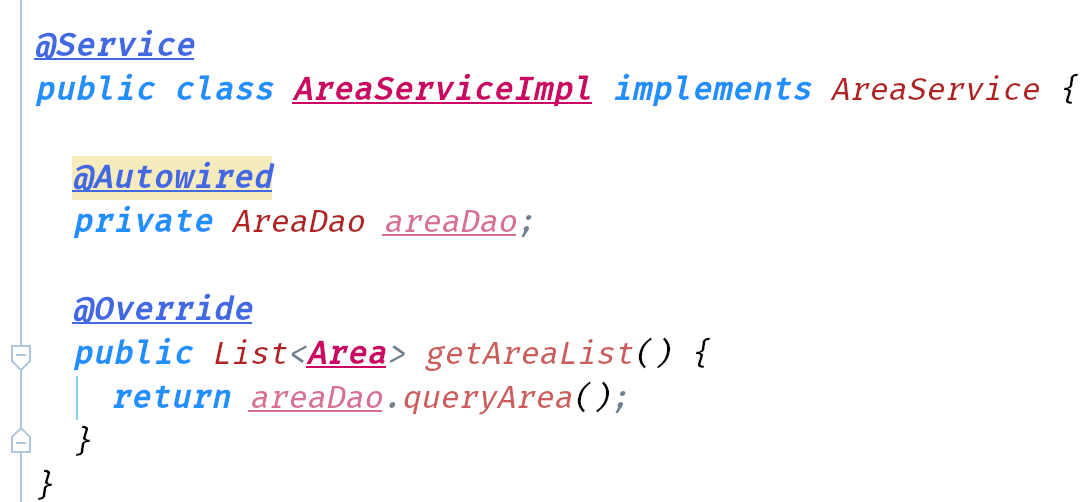 @Service
public class AreaServiceImpl implements AreaService {
@Autowired
private AreaDao areaDao;
@Override
public List<Area> getAreaList() {
return areaDao.queryArea();
}
}